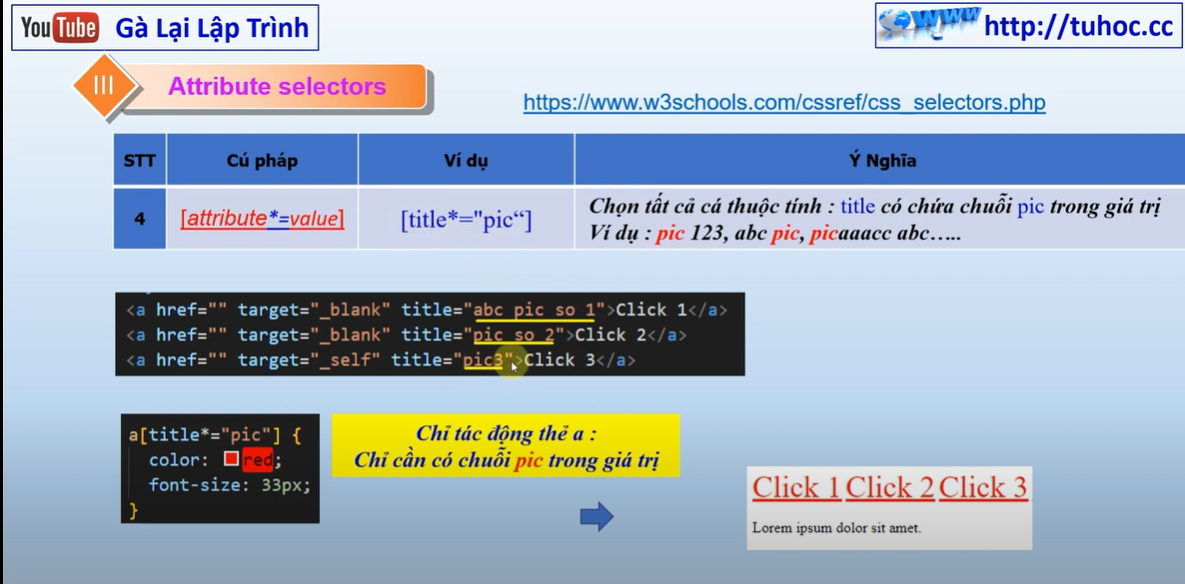 YouTube Gà Lại Lập Trình
www http://tuhoc.cc
III Attribute selectors
https://www.w3schools.com/cssref/css_selectors.php
STT Cú pháp Ví dụ Ý Nghĩa
4 [attribute*=value] [title*="pic“] Chọn tất cả cá thuộc tính : title có chứa chuỗi pic trong giá trị
Ví dụ : pic 123, abc pic, picaaacc abc…..
<a href="" target="_blank" title="abc pic so 1">Click 1</a>
<a href="" target="_blank" title="pic so 2">Click 2</a>
<a href="" target="_self" title="pic3">Click 3</a>
a[title*="pic"] {
color: red;
font-size: 33px;
}
Chỉ tác động thẻ a :
Chỉ cần có chuỗi pic trong giá trị
Click 1 Click 2 Click 3
Lorem ipsum dolor sit amet.